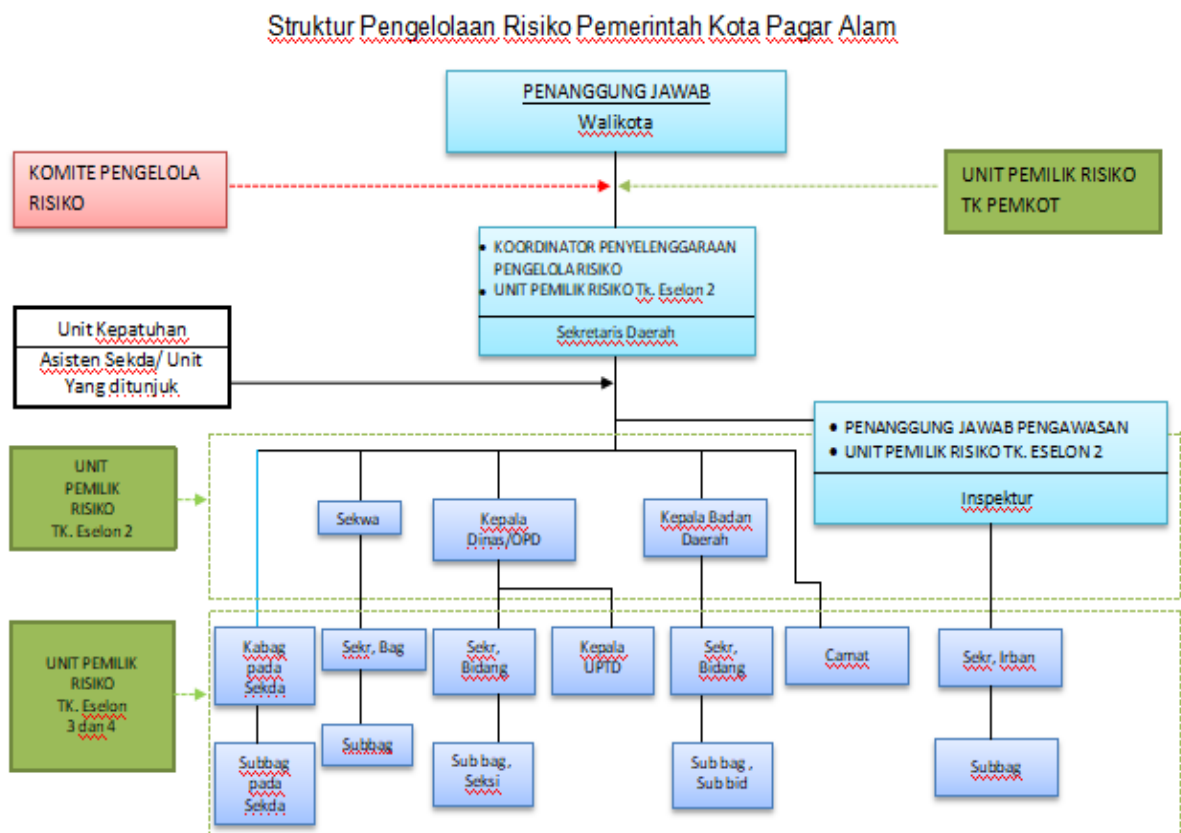 Struktur Pengelolaan Risiko Pemerintah Kota Pagar Alam
PENANGGUNG JAWAB
Walikota
KOMITE PENGELOLA
RISIKO
UNIT PEMILIK RISIKO
TK PEMKOT
• KOORDINATOR PENYELENGGARAAN
PENGELOLA RISIKO
• UNIT PEMILIK RISIKO Tk. Eselon 2
Sekretaris Daerah
Unit Kepatuhan
Asisten Sekda/ Unit
Yang ditunjuk
• PENANGGUNG JAWAB PENGAWASAN
• UNIT PEMILIK RISIKO TK. ESELON 2
Inspektur
UNIT
PEMILIK
RISIKO
TK. Eselon 2
Sekwa
Kepala
Dinas/OPD
Kepala Badan
Daerah
UNIT PEMILIK
RISIKO
TK. Eselon
3 dan 4
Kabag
pada
Sekda
Sekr, Bag
Sekr,
Bidang
Kepala
UPTD
Sekr,
Bidang
Camat
Sekr, Irban
Subbag
pada
Sekda
Subbag
Sub bag,
Seksi
Sub bag ,
Sub bid
Subbag